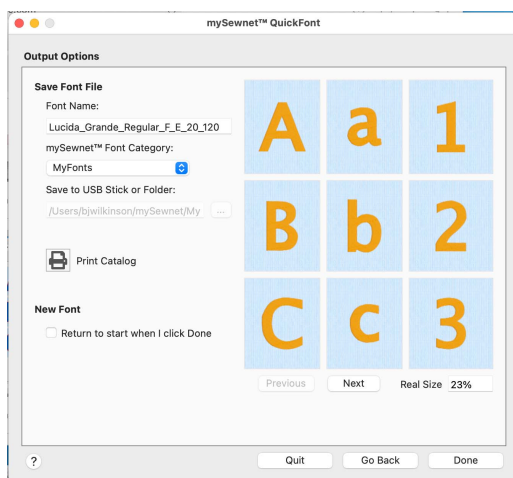 mySewnet™ QuickFont
Output Options
Save Font File
Font Name:
Lucida_Grande_Regular_F_E_20_120
mySewnet™ Font Category:
MyFonts
Save to USB Stick or Folder:
/Users/bjwilkinson/mySewnet/My ...
Print Catalog
New Font
Return to start when I click Done
A a 1
B b 2
C c 3
Previous Next Real Size 23%
? Quit Go Back Done